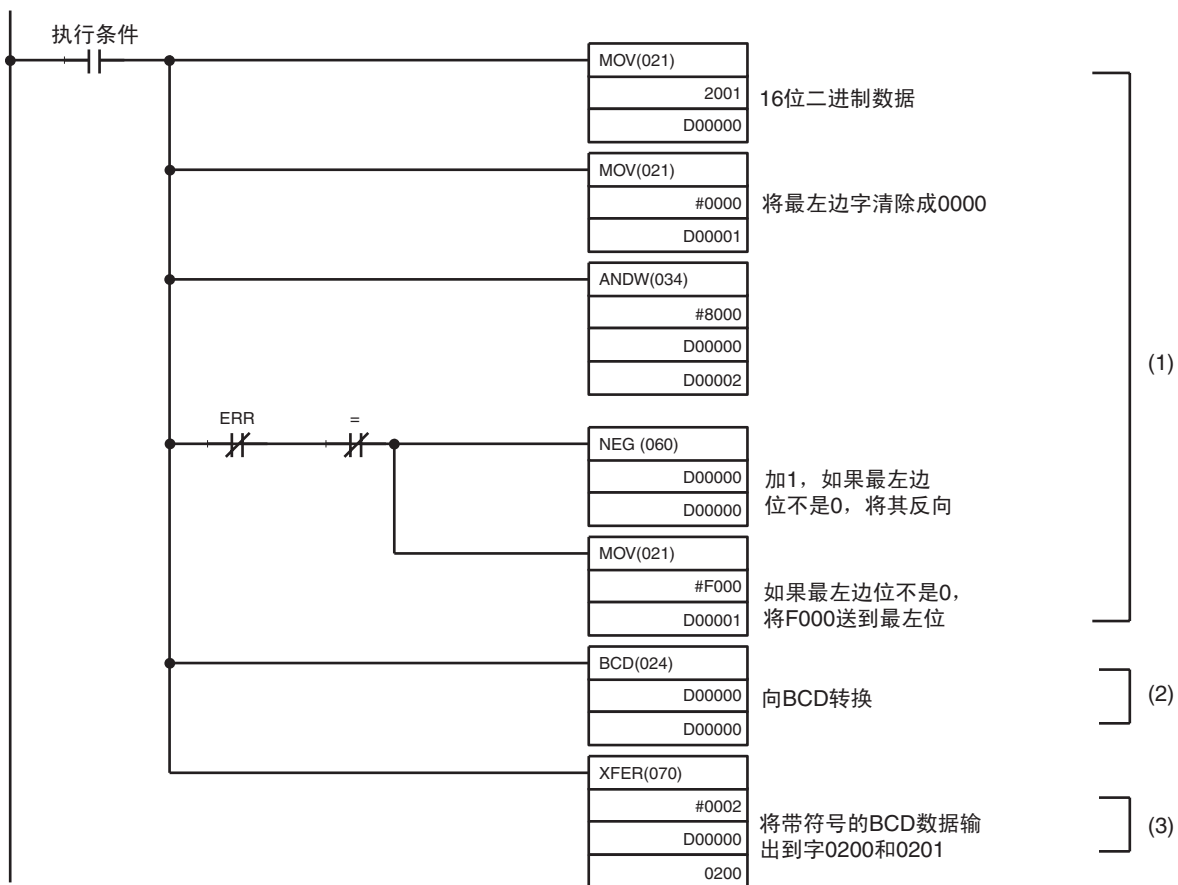 执行条件
MOV(021)
2001
16位二进制数据
D00000
MOV(021)
#0000
将最左边字清除成0000
D00001
ANDW(034)
#8000
D00000
D00002
(1)
ERR
=
NEG (060)
D00000
D00000
加1，如果最左边
位不是0，将其反向
MOV(021)
#F000
D00001
如果最左边位不是0，
将F000送到最左位
BCD(024)
D00000
D00000
向BCD转换
(2)
XFER(070)
#0002
D00000
0200
将带符号的BCD数据输
出到字0200和0201
(3)